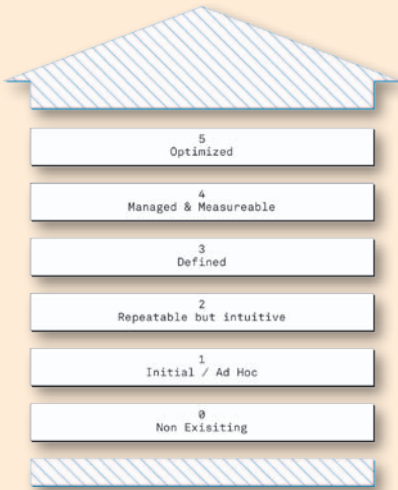 5
Optimized
4
Managed & Measureable
3
Defined
2
Repeatable but intuitive
1
Initial / Ad Hoc
0
Non Exisiting